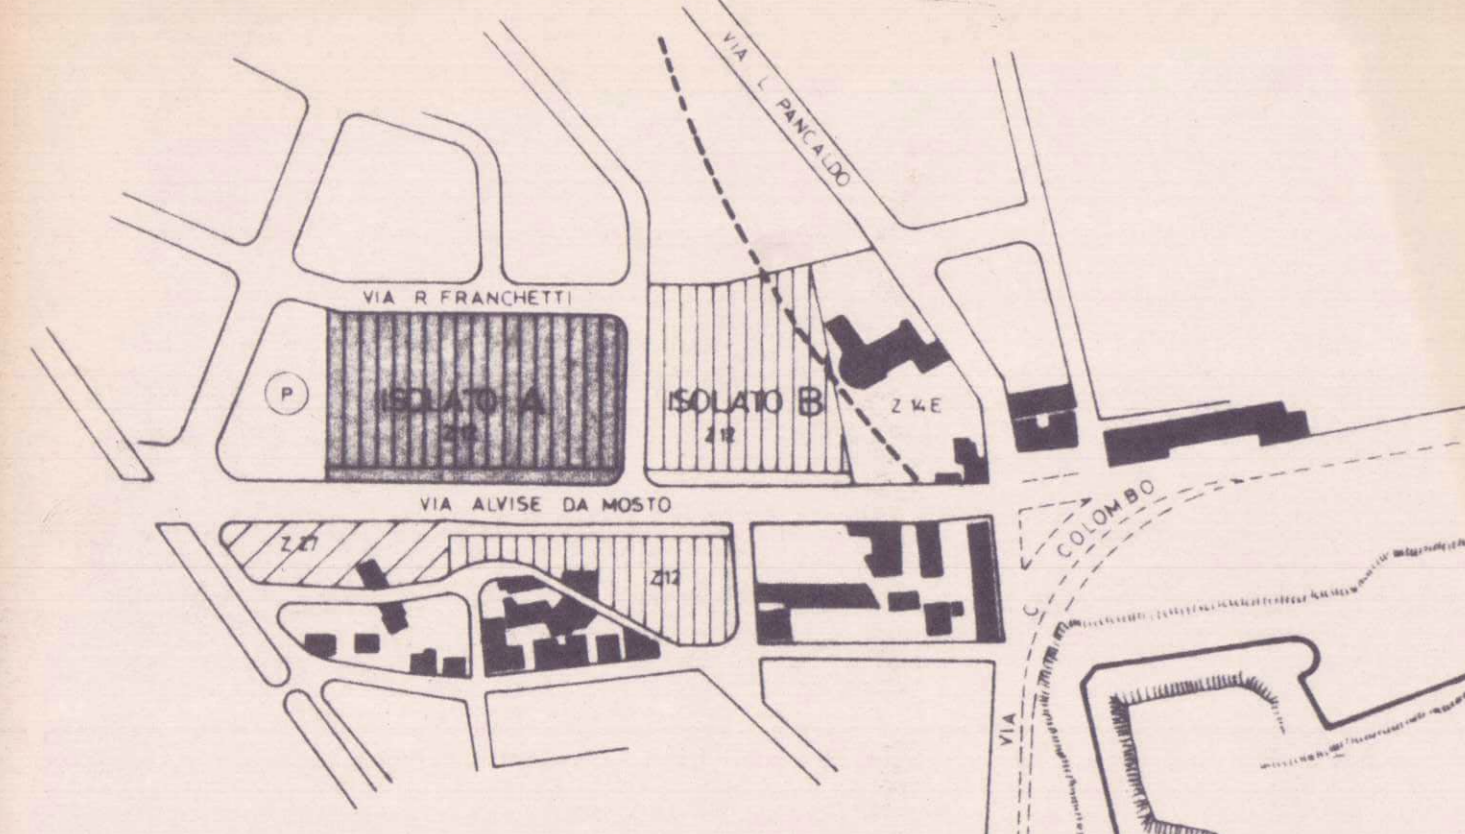 VIA L PANCALDO
VIA R FRANCHETTI
P
ISOLATO A
Z 12
ISOLATO B
Z 12
Z 14 E
VIA ALVISE DA MOSTO
Z 27
Z 12
VIA C COLOMBO